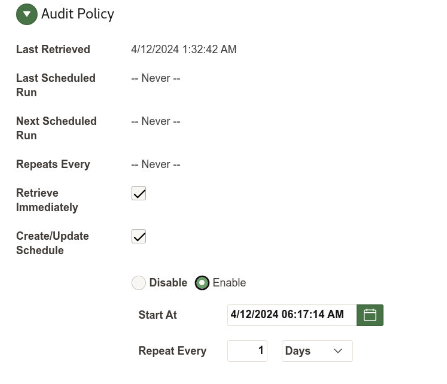 Audit Policy
Last Retrieved 4/12/2024 1:32:42 AM
Last Scheduled -- Never --
Run
Next Scheduled -- Never --
Run
Repeats Every -- Never --
Retrieve
Immediately
Create/Update
Schedule
Disable Enable
Start At 4/12/2024 06:17:14 AM
Repeat Every 1 Days